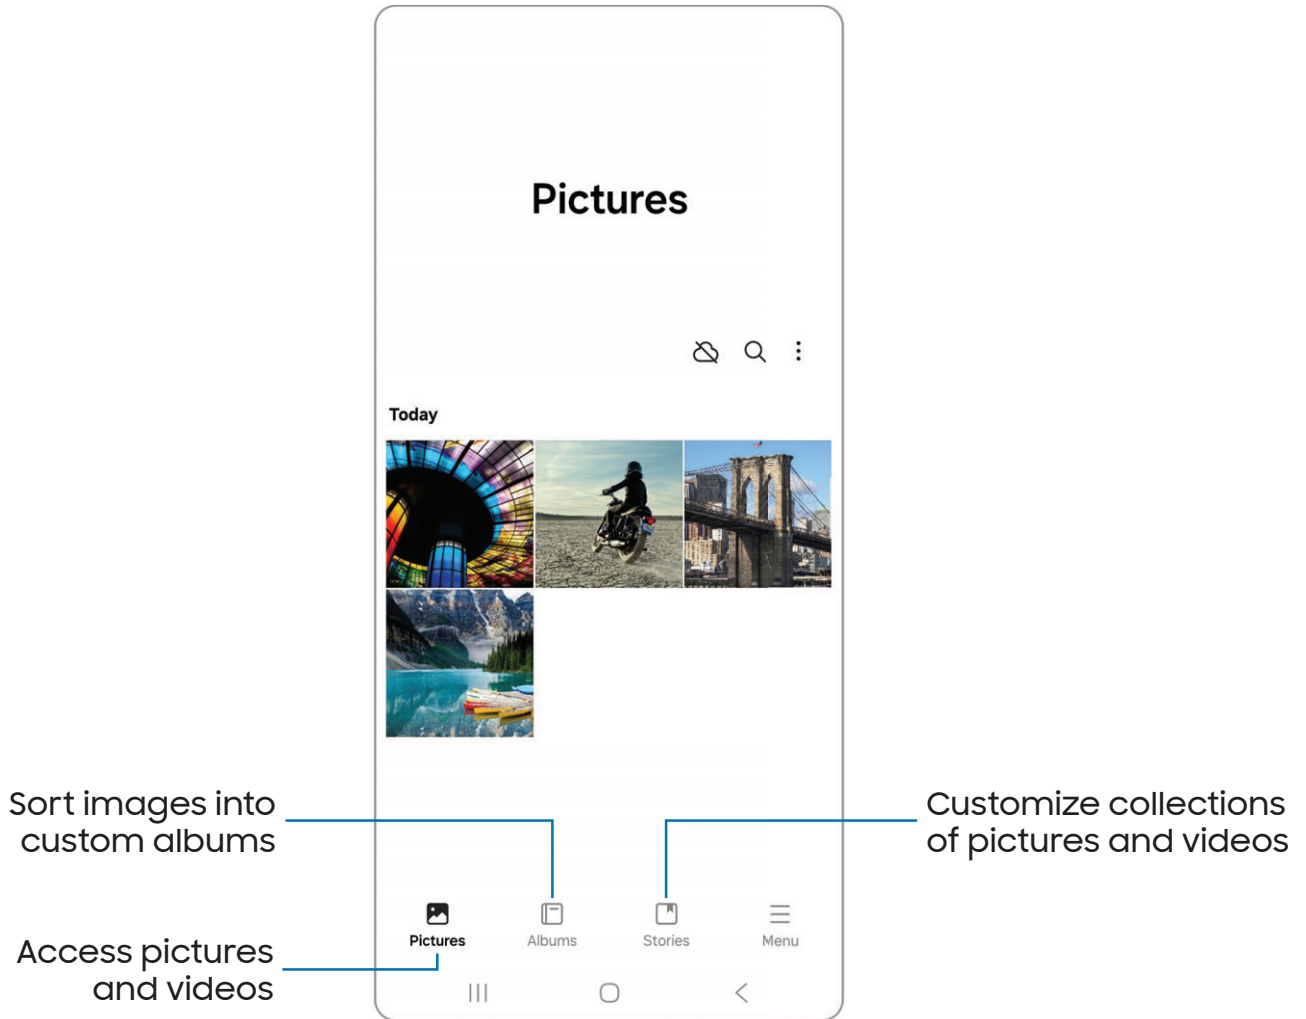 Pictures
Today
Sort images into
custom albums
Customize collections
of pictures and videos
Pictures
Albums
Stories
Menu
Access pictures
and videos